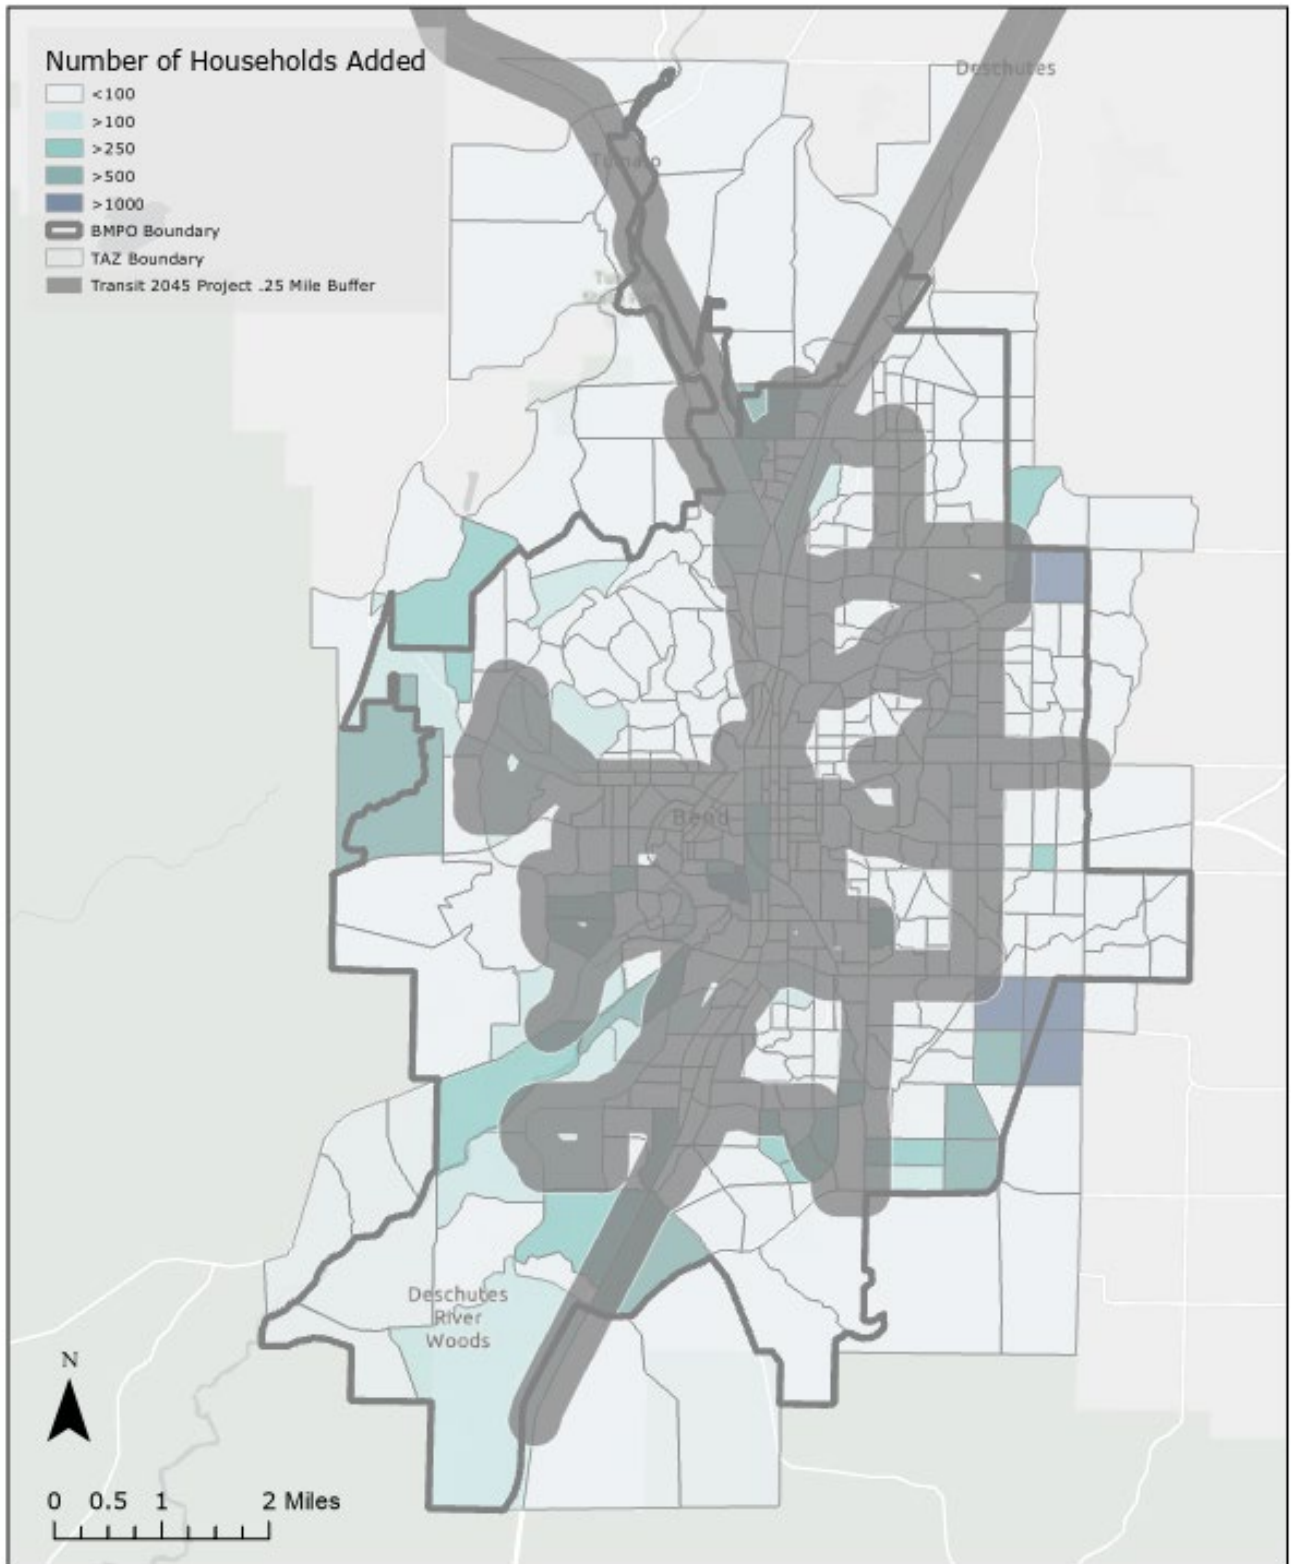 Number of Households Added
<100
>100
>250
>500
>1000
BMPO Boundary
TAZ Boundary
Transit 2045 Project .25 Mile Buffer
Deschutes
Tumalo
Bend
Deschutes
River
Woods
N
0 0.5 1 2 Miles